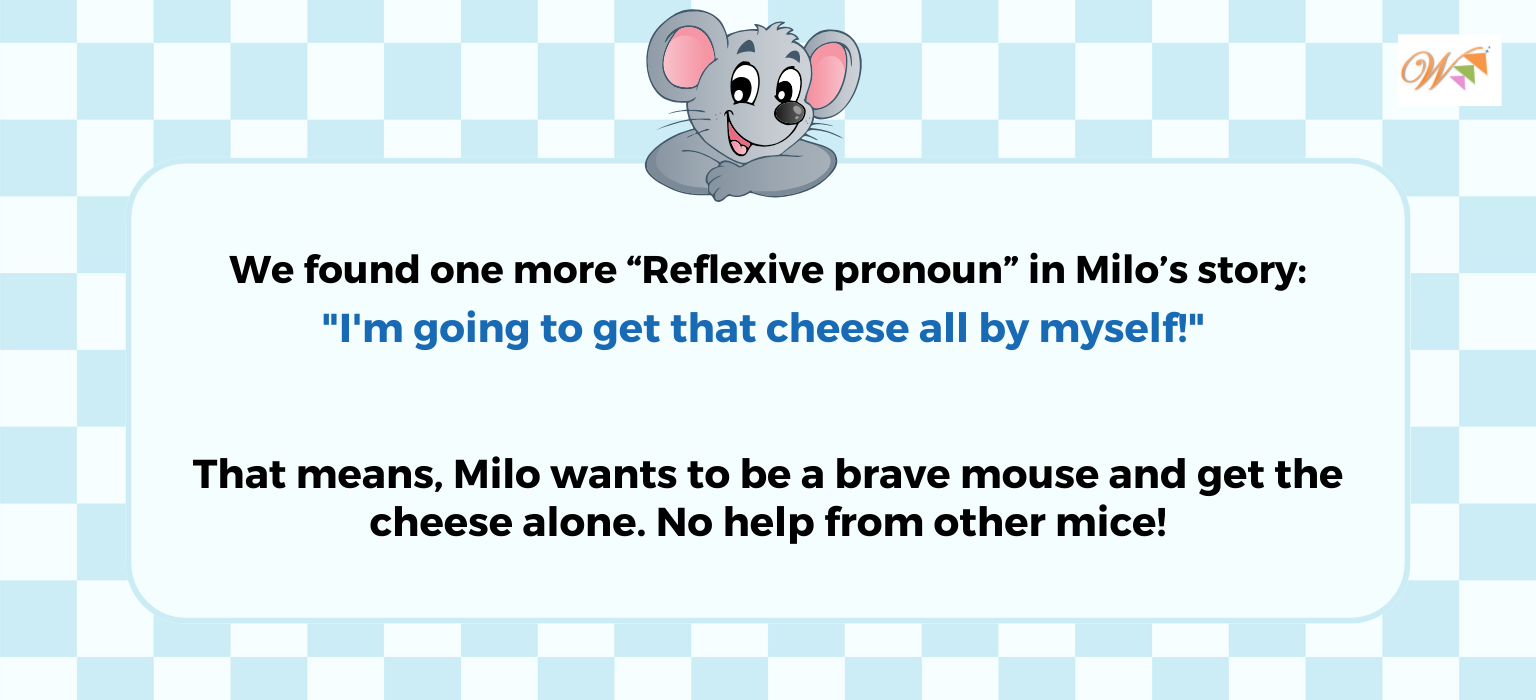 W
We found one more “Reflexive pronoun” in Milo’s story:
"I'm going to get that cheese all by myself!"
That means, Milo wants to be a brave mouse and get the
cheese alone. No help from other mice!